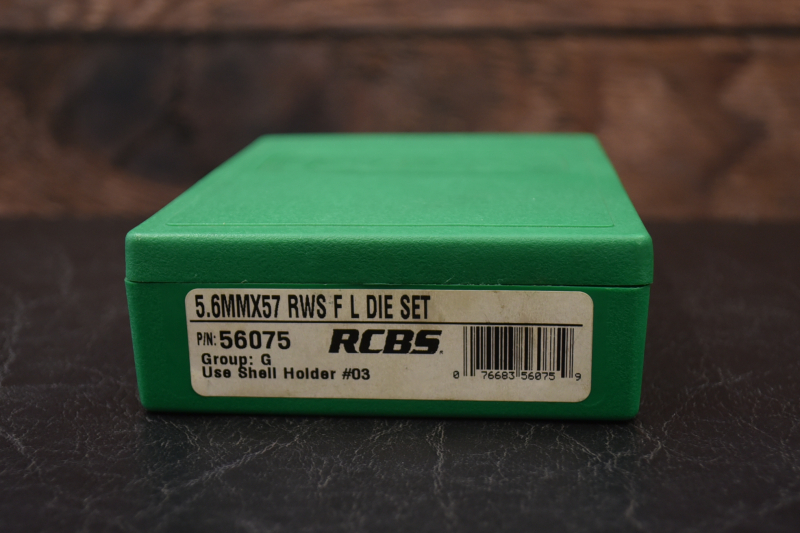 5.6MMX57 RWS F L DIE SET
P/N: 56075 RCBS.
Group: G
Use Shell Holder #03
0 76683 56075 9